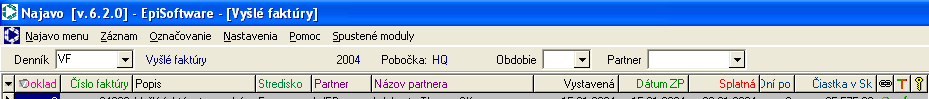 Najavo [v.6.2.0] - EpiSoftware - [Vyšlé faktúry]
Najavo menu Záznam Označovanie Nastavenia Pomoc Spustené moduly
Denník VF Vyšlé faktúry 2004 Pobočka: HQ Obdobie Partner
Doklad Číslo faktúry Popis Stredisko Partner Názov partnera Vystavená Dátum ZP Splatná Dní po Čiastka v Sk T